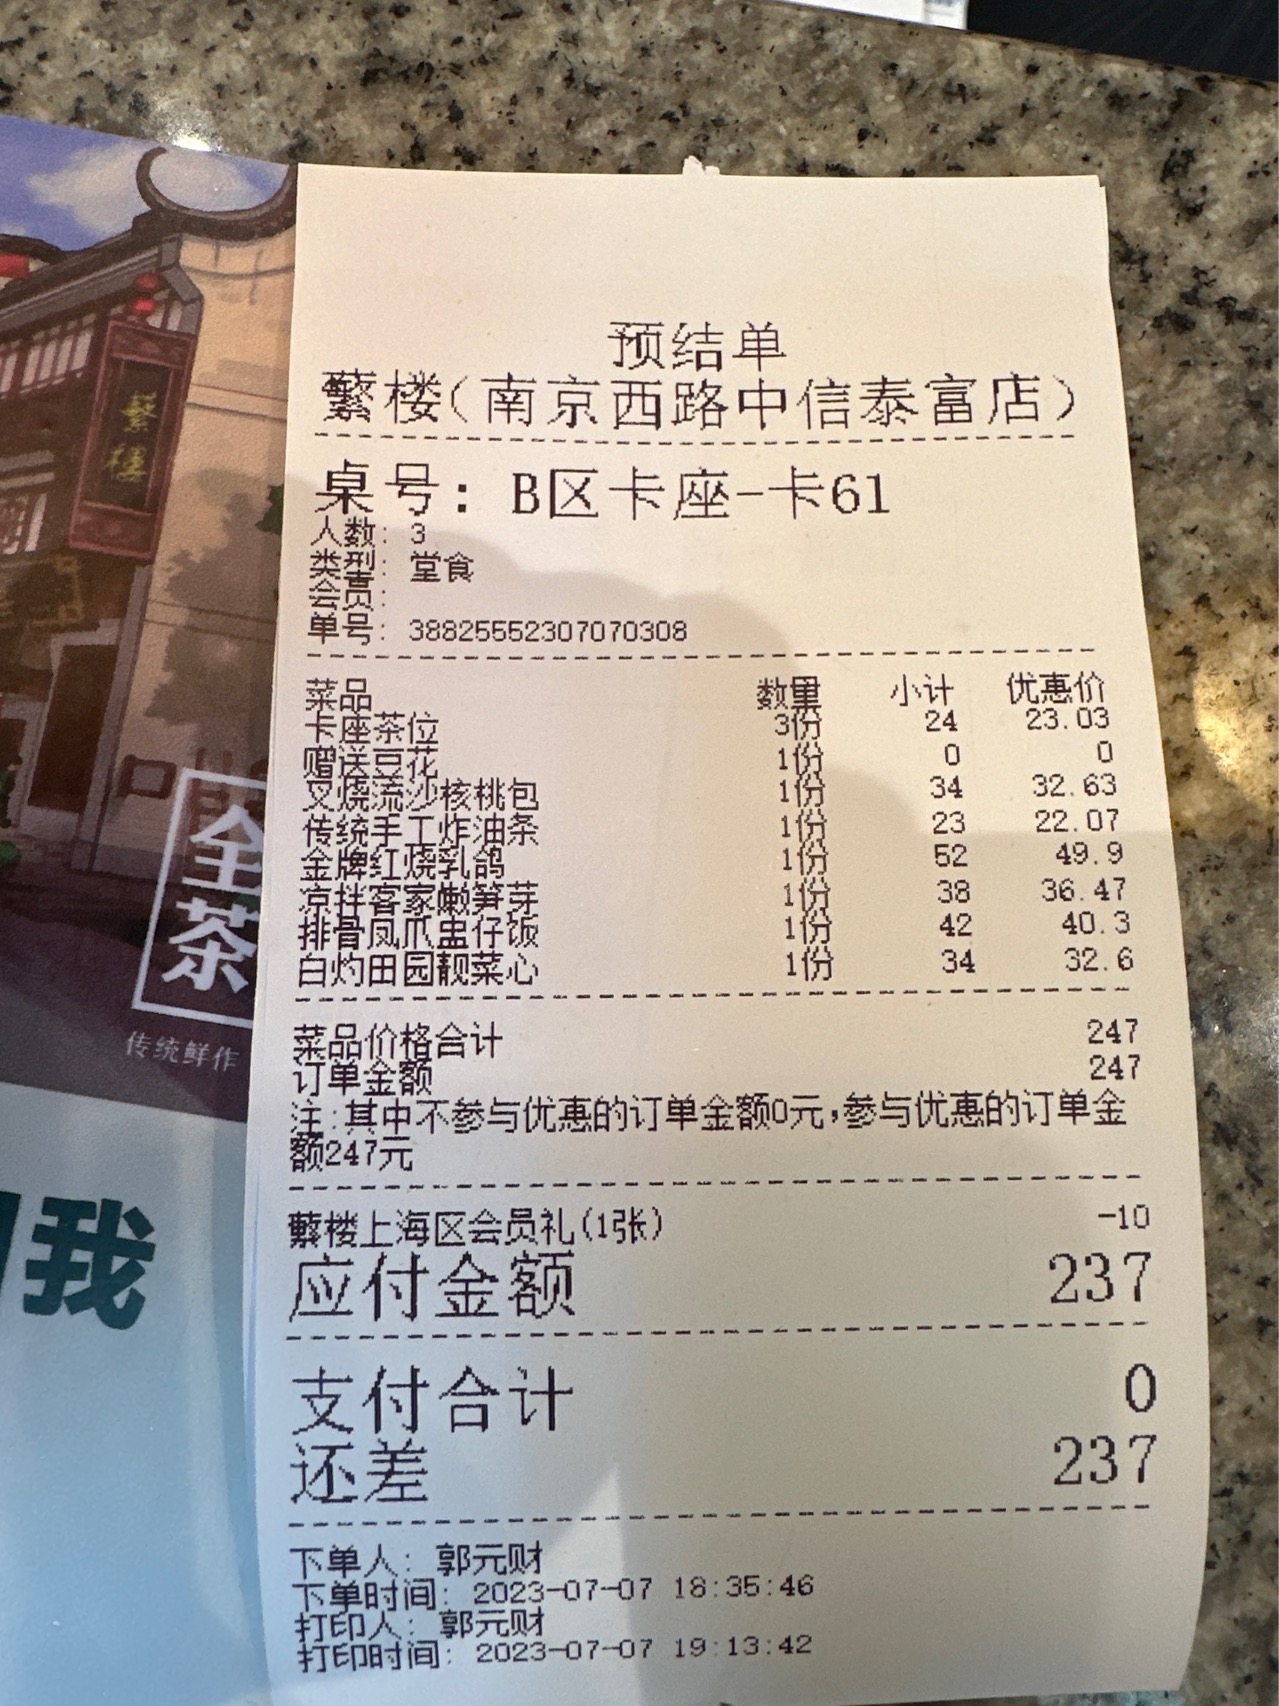 预结单
蘩楼(南京西路中信泰富店)
桌号: B区卡座-卡61
人数: 3
类型: 堂食
会员:
单号: 38825552307070308
菜品 数量 小计 优惠价
卡座茶位 3份 24 23.03
赠送豆花 1份 0 0
叉烧流沙核桃包 1份 34 32.63
传统手工炸油条 1份 23 22.07
金牌红烧乳鸽 1份 52 49.9
凉拌客家嫩笋芽 1份 38 36.47
排骨凤爪盅仔饭 1份 42 40.3
白灼田园靓菜心 1份 34 32.6
菜品价格合计 247
订单金额 247
注:其中不参与优惠的订单金额0元,参与优惠的订单金
额247元
蘩楼上海区会员礼(1张) -10
应付金额 237
支付合计 0
还差 237
下单人: 郭元财
下单时间: 2023-07-07 18:35:46
打印人: 郭元财
打印时间: 2023-07-07 19:13:42
蘩樓
全
茶
传统鲜作
我